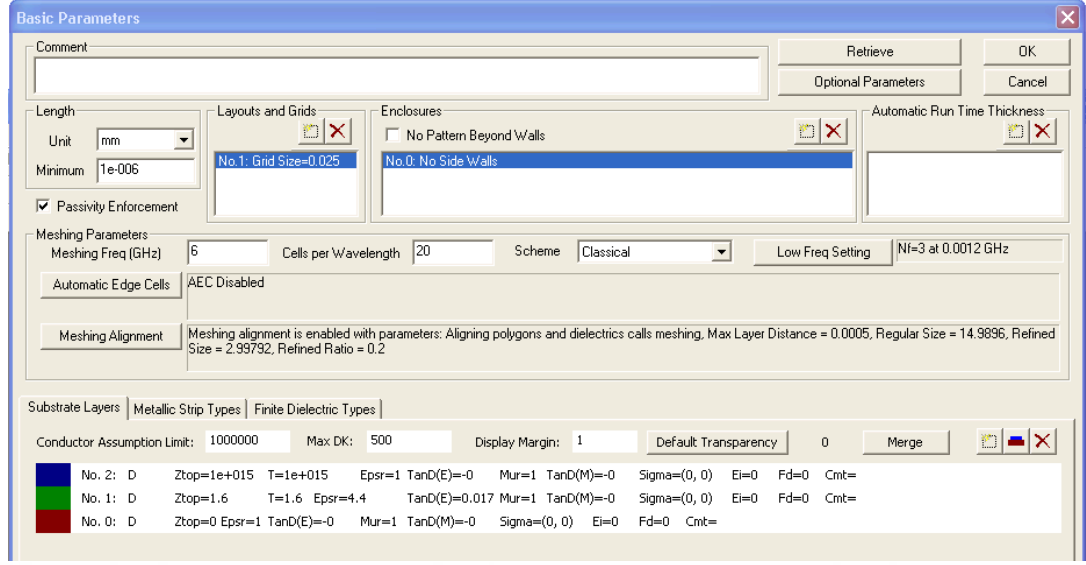 Basic Parameters
Comment
Retrieve
OK
Optional Parameters
Cancel
Length
Unit mm
Minimum 1e-006
Passivity Enforcement
Layouts and Grids
No.1: Grid Size=0.025
Enclosures
No Pattern Beyond Walls
No.0: No Side Walls
Automatic Run Time Thickness
Meshing Parameters
Meshing Freq (GHz) 6 Cells per Wavelength 20 Scheme Classical Low Freq Setting Nf=3 at 0.0012 GHz
Automatic Edge Cells AEC Disabled
Meshing Alignment Meshing alignment is enabled with parameters: Aligning polygons and dielectrics calls meshing, Max Layer Distance = 0.0005, Regular Size = 14.9896, Refined
Size = 2.99792, Refined Ratio = 0.2
Substrate Layers Metallic Strip Types Finite Dielectric Types
Conductor Assumption Limit: 1000000 Max DK: 500 Display Margin: 1 Default Transparency 0 Merge
No. 2: D Ztop=1e+015 T=1e+015 Epsr=1 TanD(E)=-0 Mur=1 TanD(M)=-0 Sigma=(0, 0) Ei=0 Fd=0 Cmt=
No. 1: D Ztop=1.6 T=1.6 Epsr=4.4 TanD(E)=0.017 Mur=1 TanD(M)=-0 Sigma=(0, 0) Ei=0 Fd=0 Cmt=
No. 0: D Ztop=0 Epsr=1 TanD(E)=-0 Mur=1 TanD(M)=-0 Sigma=(0, 0) Ei=0 Fd=0 Cmt=